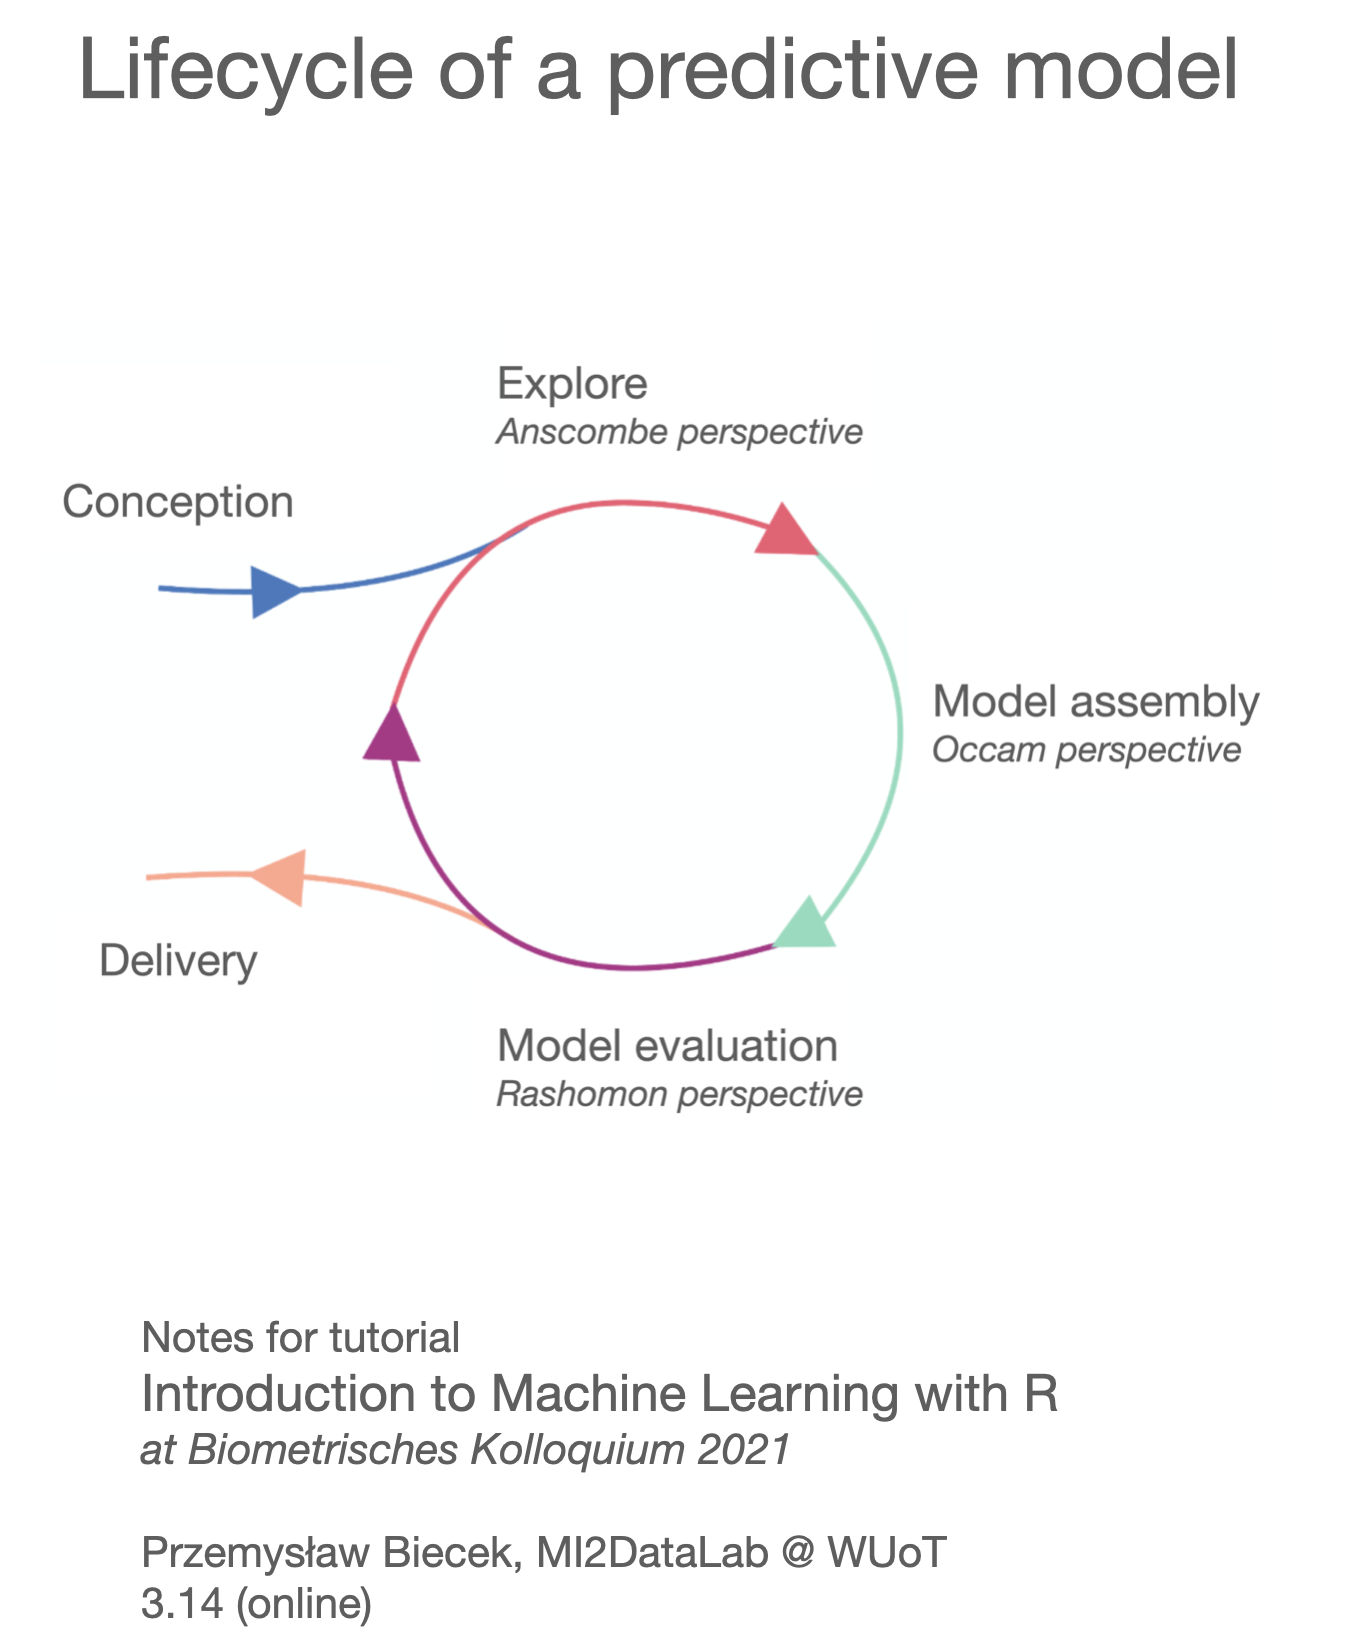 Lifecycle of a predictive model
Explore
Anscombe perspective
Conception
Model assembly
Occam perspective
Delivery
Model evaluation
Rashomon perspective
Notes for tutorial
Introduction to Machine Learning with R
at Biometrisches Kolloquium 2021
Przemysław Biecek, MI2DataLab @ WUoT
3.14 (online)